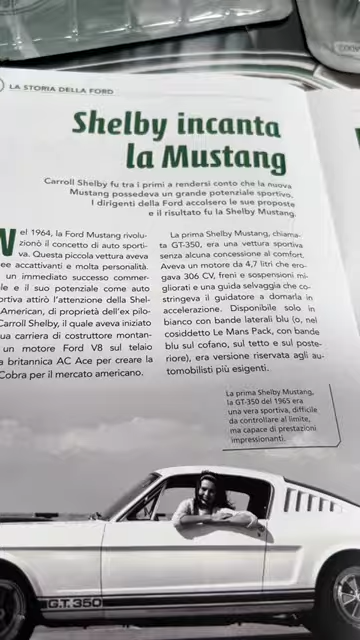 LA STORIA DELLA FORD
Shelby incanta
la Mustang
Carroll Shelby fu tra i primi a rendersi conto che la nuova
Mustang possedeva un grande potenziale sportivo.
I dirigenti della Ford accolsero le sue proposte
e il risultato fu la Shelby Mustang.
Nel 1964, la Ford Mustang rivolu-
zionò il concetto di auto sporti-
va. Questa piccola vettura aveva
ee accattivanti e molta personalità.
un immediato successo commer-
le e il suo potenziale come auto
ortiva attirò l'attenzione della Shel-
American, di proprietà dell'ex pilo-
Carroll Shelby, il quale aveva iniziato
ua carriera di costruttore montan-
un motore Ford V8 sul telaio
a britannica AC Ace per creare la
Cobra per il mercato americano.
La prima Shelby Mustang, chiama-
ta GT-350, era una vettura sportiva
senza alcuna concessione al comfort.
Aveva un motore da 4,7 litri che ero-
gava 306 CV, freni e sospensioni mi-
gliorati e una guida selvaggia che co-
stringeva il guidatore a domarla in
accelerazione. Disponibile solo in
bianco con bande laterali blu (o, nel
cosiddetto Le Mans Pack, con bande
blu sul cofano, sul tetto e sul poste-
riore), era versione riservata agli au-
tomobilisti più esigenti.
La prima Shelby Mustang,
la GT-350 del 1965 era
una vera sportiva, difficile
da controllare al limite,
ma capace di prestazioni
impressionanti.
G.T. 350